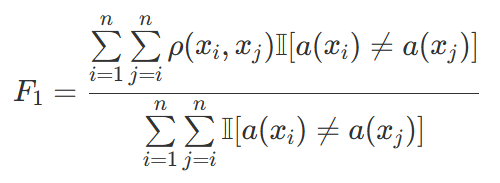 F_1 = \frac{\sum_{i=1}^{n} \sum_{j=i}^{n} \rho(x_i, x_j) \mathbb{I}[a(x_i) \neq a(x_j)]}{\sum_{i=1}^{n} \sum_{j=i}^{n} \mathbb{I}[a(x_i) \neq a(x_j)]}